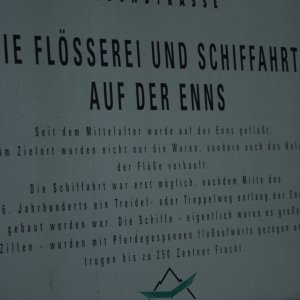 STRASSE
IE FLÖSSEREI UND SCHIFFAHRT
AUF DER ENNS
Seit dem Mittelalter wurde auf der Enns geflößt.
Am Zielort wurden nicht nur die Waren, sondern auch das Holz
der Flöße verkauft.
Die Schiffahrt war erst möglich, nachdem Mitte des
6. Jahrhunderts ein Treidel- oder Treppelweg entlang der Enns
gebaut worden war. Die Schiffe - eigentlich waren es große
Zillen - wurden mit Pferdegespannen flußaufwärts gezogen
trugen bis zu 250 Zentner Fracht.